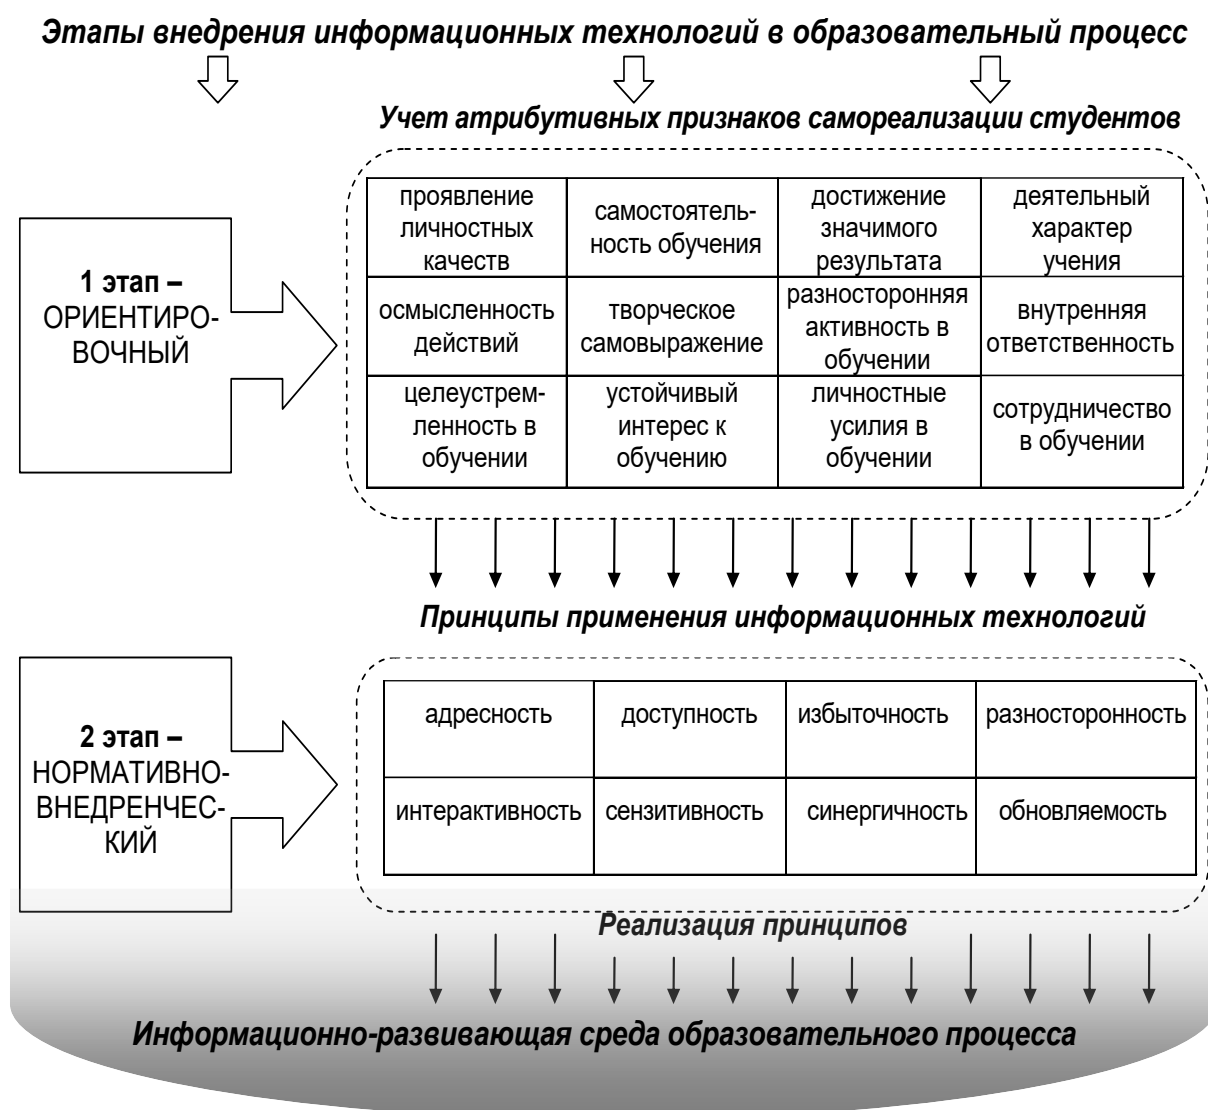 Этапы внедрения информационных технологий в образовательный процесс
Учет атрибутивных признаков самореализации студентов
1 этап –
ОРИЕНТИРО-
ВОЧНЫЙ
проявление
личностных
качеств
самостоятель-
ность обучения
достижение
значимого
результата
деятельный
характер
учения
осмысленность
действий
творческое
самовыражение
разносторонняя
активность в
обучении
внутренняя
ответственность
целеустрем-
ленность в
обучении
устойчивый
интерес к
обучению
личностные
усилия в
обучении
сотрудничество
в обучении
Принципы применения информационных технологий
2 этап –
НОРМАТИВНО-
ВНЕДРЕНЧЕС-
КИЙ
адресность
доступность
избыточность
разносторонность
интерактивность
сензитивность
синергичность
обновляемость
Реализация принципов
Информационно-развивающая среда образовательного процесса